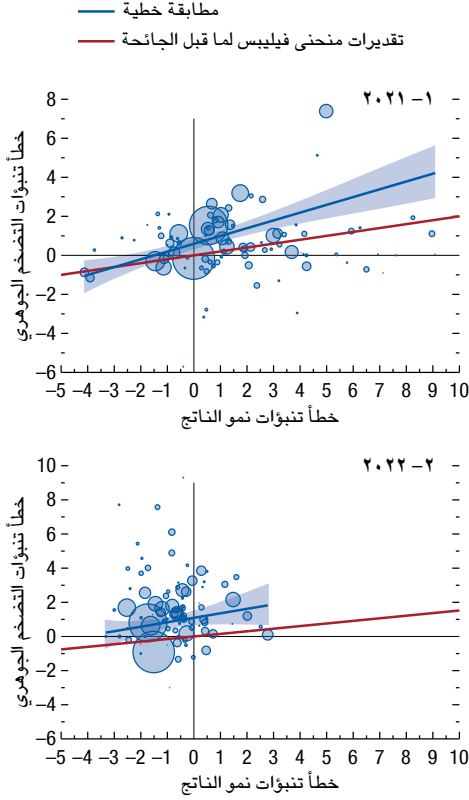 مطابقة خطية
تقديرات منحنى فيليبس لما قبل الجائحة
١– ٢٠٢١
خطأ تنبؤات التضخم الجوهري
8
6
4
2
0
–2
–4
–6
–5 –4 –3 –2 –1 0 1 2 3 4 5 6 7 8 9 10
خطأ تنبؤات نمو الناتج
٢– ٢٠٢٢
خطأ تنبؤات التضخم الجوهري
10
8
6
4
2
0
–2
–4
–6
–5 –4 –3 –2 –1 0 1 2 3 4 5 6 7 8 9 10
خطأ تنبؤات نمو الناتج